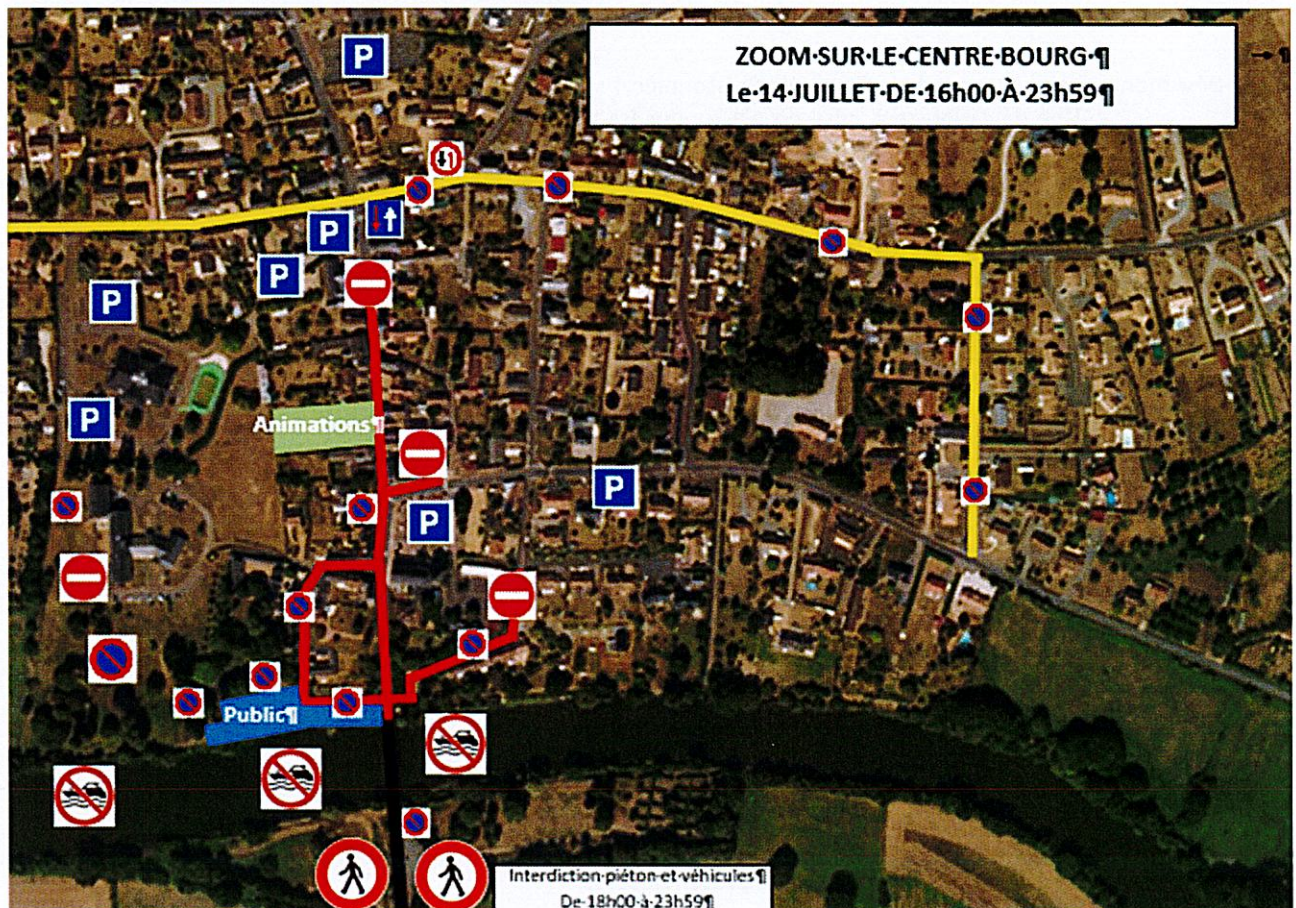 ZOOM·SUR·LE·CENTRE·BOURG·¶
Le·14·JUILLET·DE·16h00·À·23h59¶
→¶
P
P
P
P
P
Animations¶
P
P
P
Public¶
Interdiction·piéton·et·véhicules¶
De·18h00·à·23h59¶